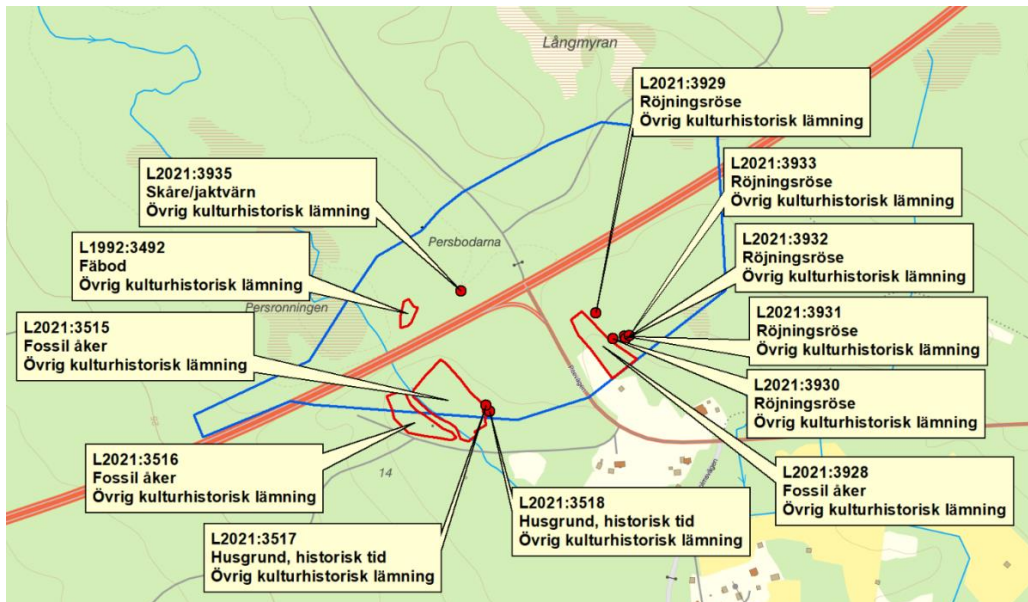 Långmyran
L2021:3929
Röjningsröse
Övrig kulturhistorisk lämning
L2021:3933
Röjningsröse
Övrig kulturhistorisk lämning
L2021:3935
Skåre/jaktvärn
Övrig kulturhistorisk lämning
L2021:3932
Röjningsröse
Övrig kulturhistorisk lämning
Persbodarna
L1992:3492
Fäbod
Övrig kulturhistorisk lämning
Persronningen
L2021:3931
Röjningsröse
Övrig kulturhistorisk lämning
L2021:3515
Fossil åker
Övrig kulturhistorisk lämning
L2021:3930
Röjningsröse
Övrig kulturhistorisk lämning
L2021:3516
Fossil åker
Övrig kulturhistorisk lämning
14
L2021:3928
Fossil åker
Övrig kulturhistorisk lämning
L2021:3518
Husgrund, historisk tid
Övrig kulturhistorisk lämning
L2021:3517
Husgrund, historisk tid
Övrig kulturhistorisk lämning